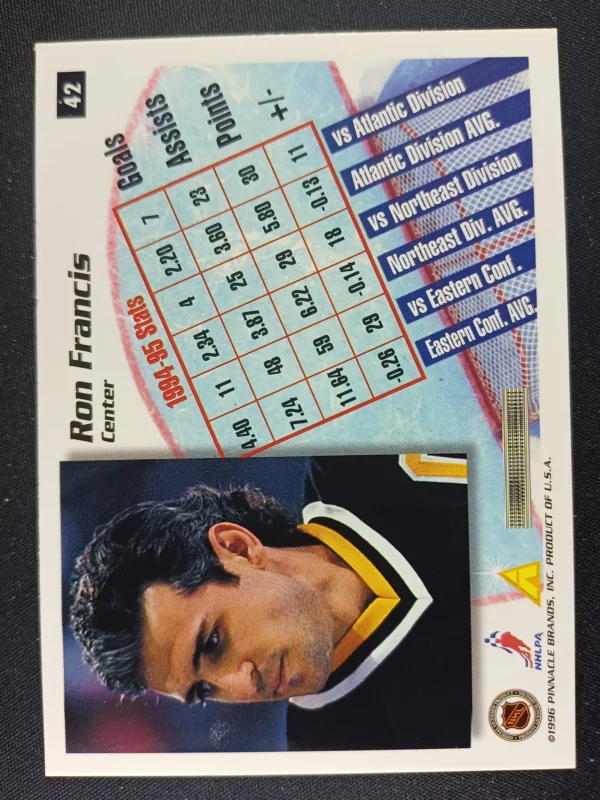 42
Ron Francis
Center
1994-95 Stats
Goals Assists Points +/-
vs Atlantic Division 7 23 30 11
Atlantic Division AVG. 2.20 3.60 5.80 -0.13
vs Northeast Division 4 25 29 18
Northeast Div. AVG. 2.34 3.87 6.22 -0.14
vs Eastern Conf. 11 48 59 29
Eastern Conf. AVG. 4.40 7.24 11.64 -0.26
NHLPA
NHL
©1996 PINNACLE BRANDS, INC. PRODUCT OF U.S.A.